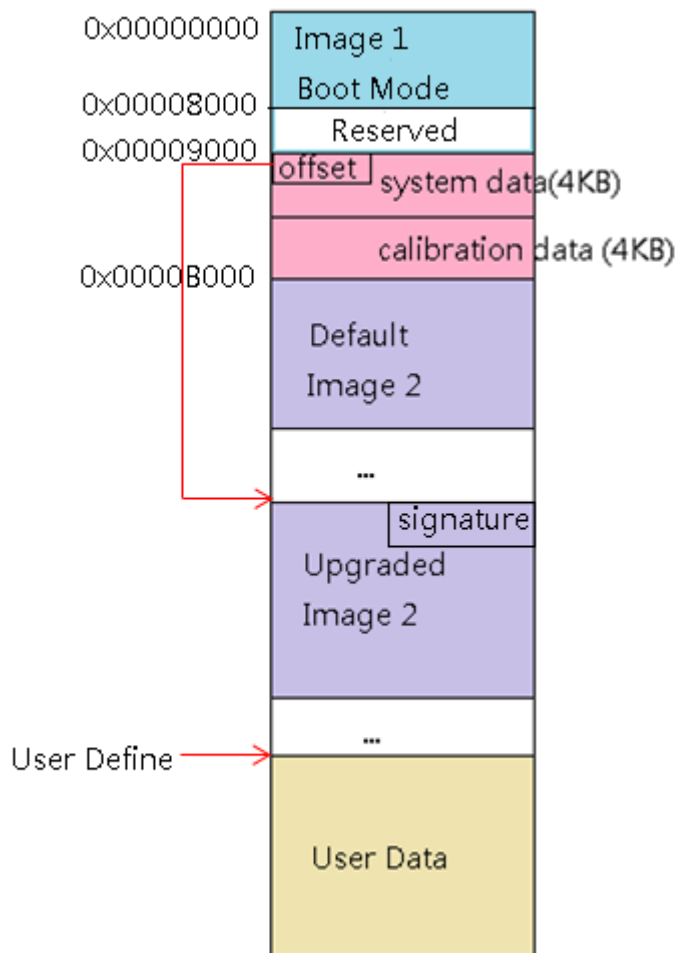 0x00000000
Image 1
Boot Mode
0x00008000
Reserved
0x00009000
offset
system data(4KB)
calibration data (4KB)
0x0000B000
Default
Image 2
...
signature
Upgraded
Image 2
...
User Define
User Data